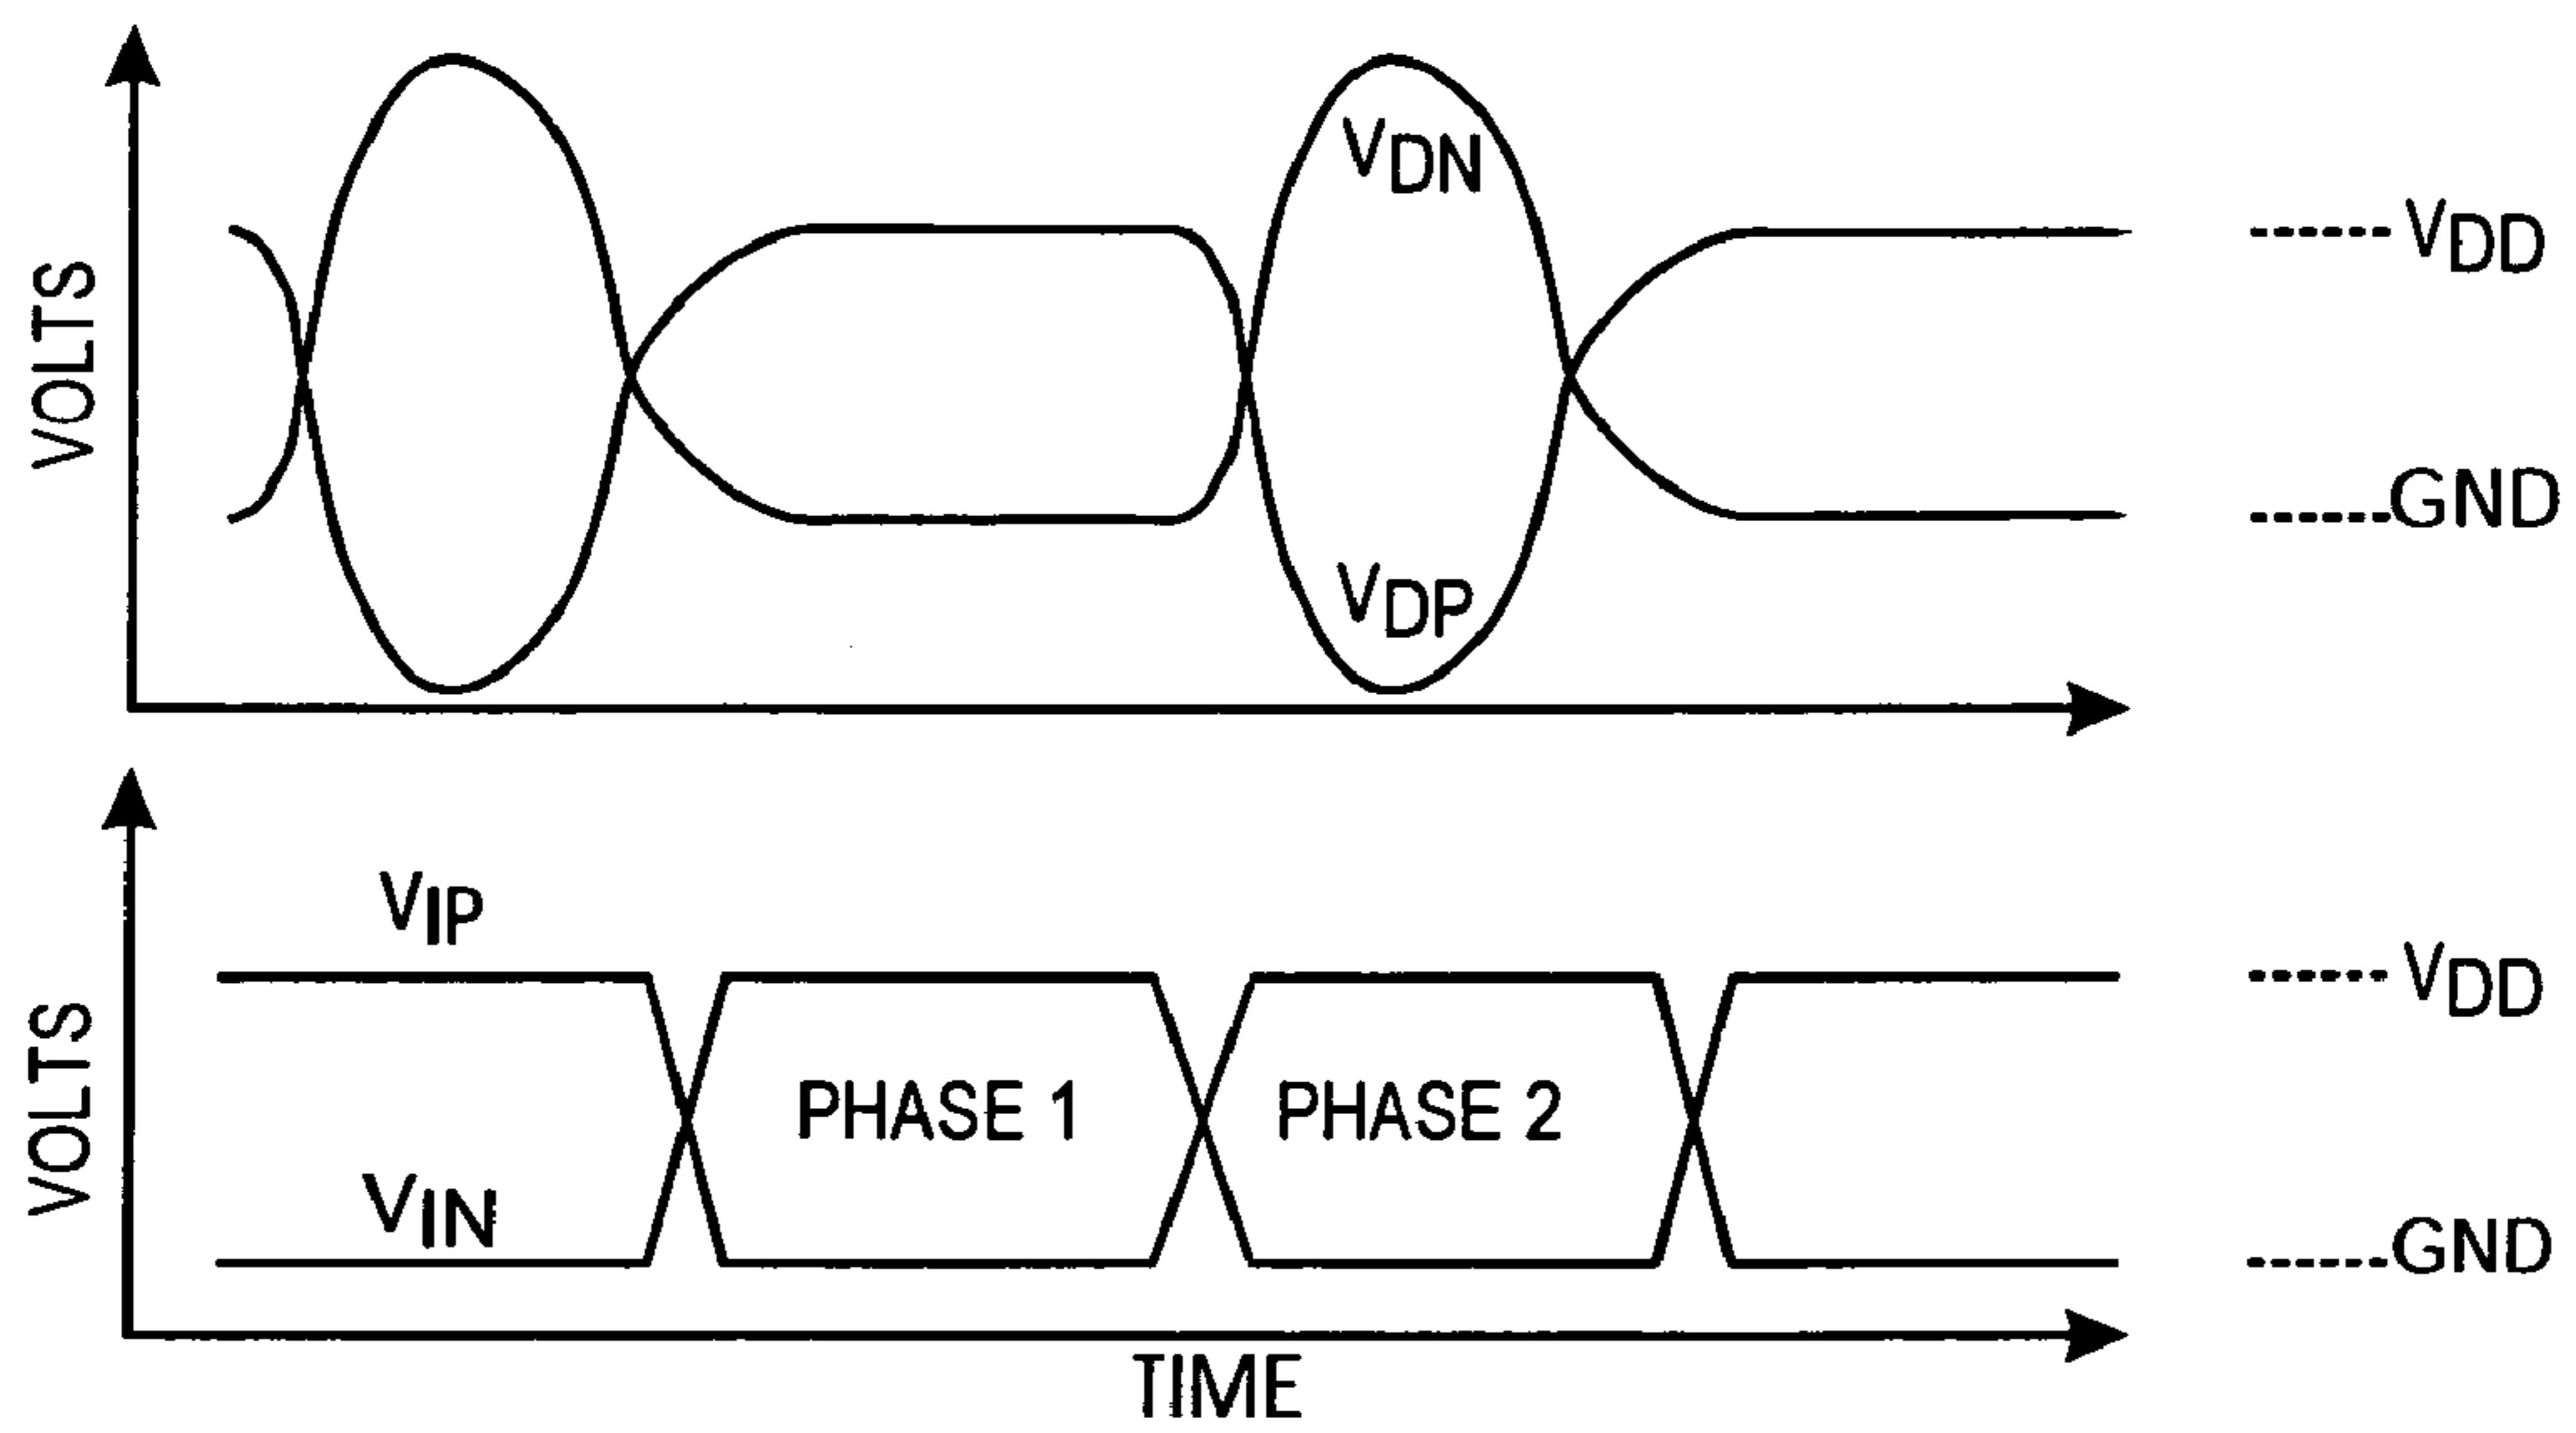 VOLTS
VDN
VDP
VDD
GND
VOLTS
VIP
VIN
PHASE 1
PHASE 2
VDD
GND
TIME